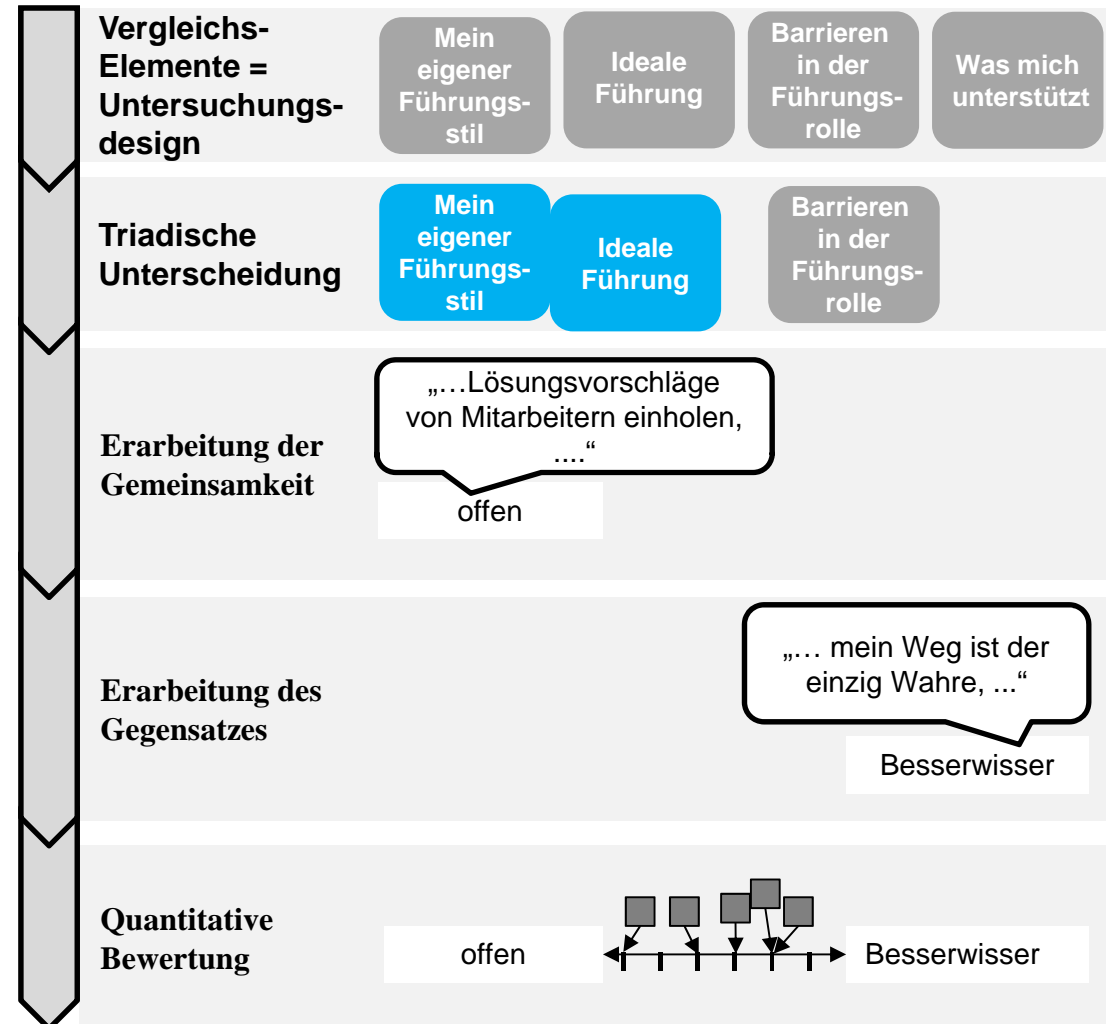 Vergleichs-
Elemente =
Untersuchungs-
design
Mein
eigener
Führungs-
stil
Ideale
Führung
Barrieren
in der
Führungs-
rolle
Was mich
unterstützt
Triadische
Unterscheidung
Mein
eigener
Führungs-
stil
Ideale
Führung
Barrieren
in der
Führungs-
rolle
Erarbeitung der
Gemeinsamkeit
„…Lösungsvorschläge
von Mitarbeitern einholen,
....“
offen
Erarbeitung des
Gegensatzes
„… mein Weg ist der
einzig Wahre, ...“
Besserwisser
Quantitative
Bewertung
offen
Besserwisser